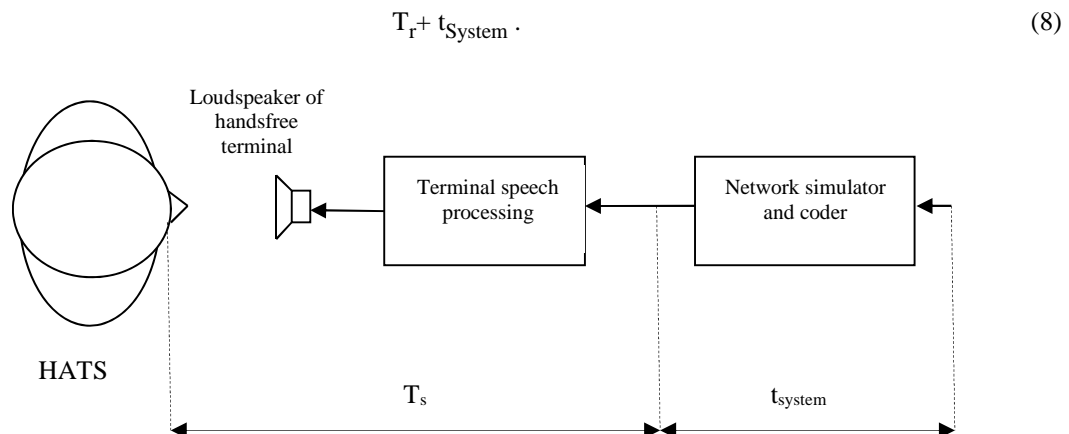 Tr+ tSystem . (8)
Loudspeaker of
handsfree
terminal
Terminal speech
processing
Network simulator
and coder
HATS
Ts tsystem